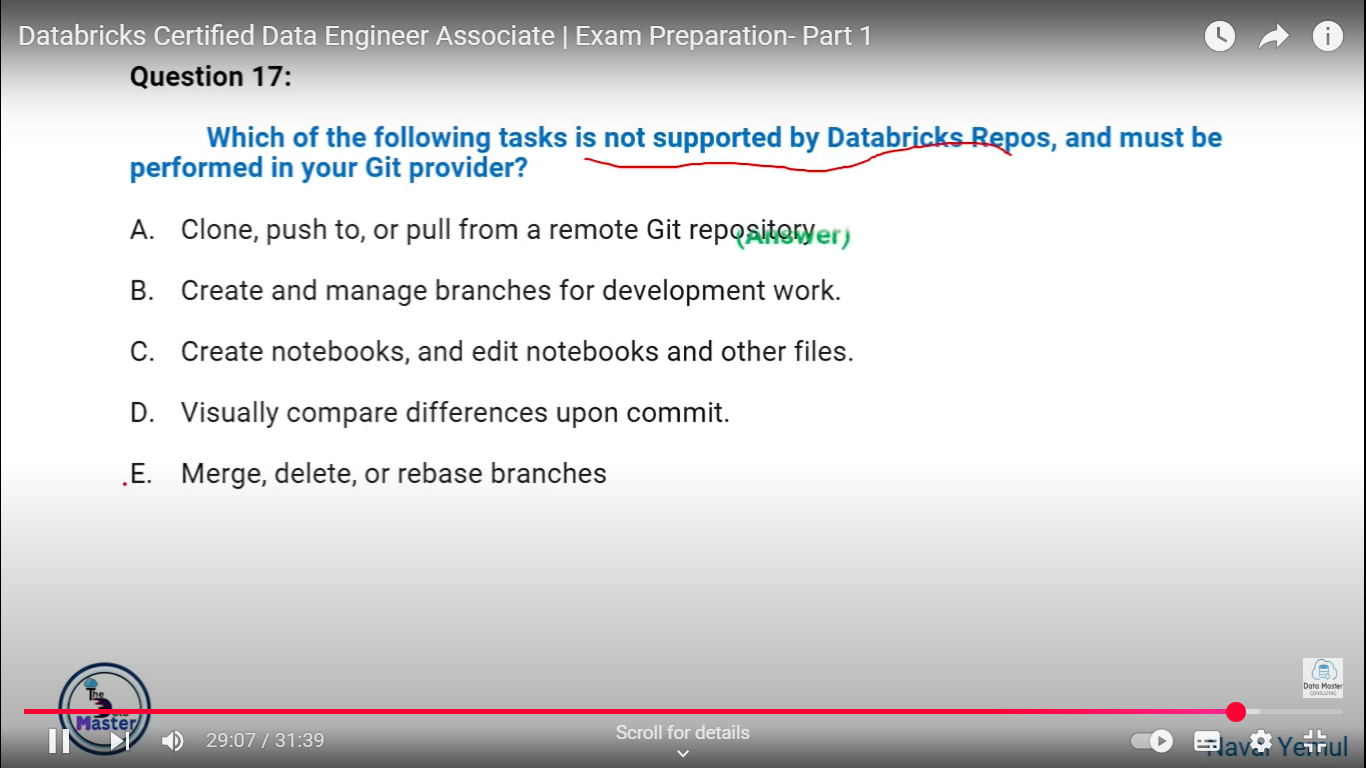 Databricks Certified Data Engineer Associate | Exam Preparation- Part 1
Question 17:
Which of the following tasks is not supported by Databricks Repos, and must be
performed in your Git provider?
A. Clone, push to, or pull from a remote Git repository
(Answer)
B. Create and manage branches for development work.
C. Create notebooks, and edit notebooks and other files.
D. Visually compare differences upon commit.
E. Merge, delete, or rebase branches
Data Master
CONSULTING
The
Master
29:07 / 31:39
Scroll for details
Naval Yemul